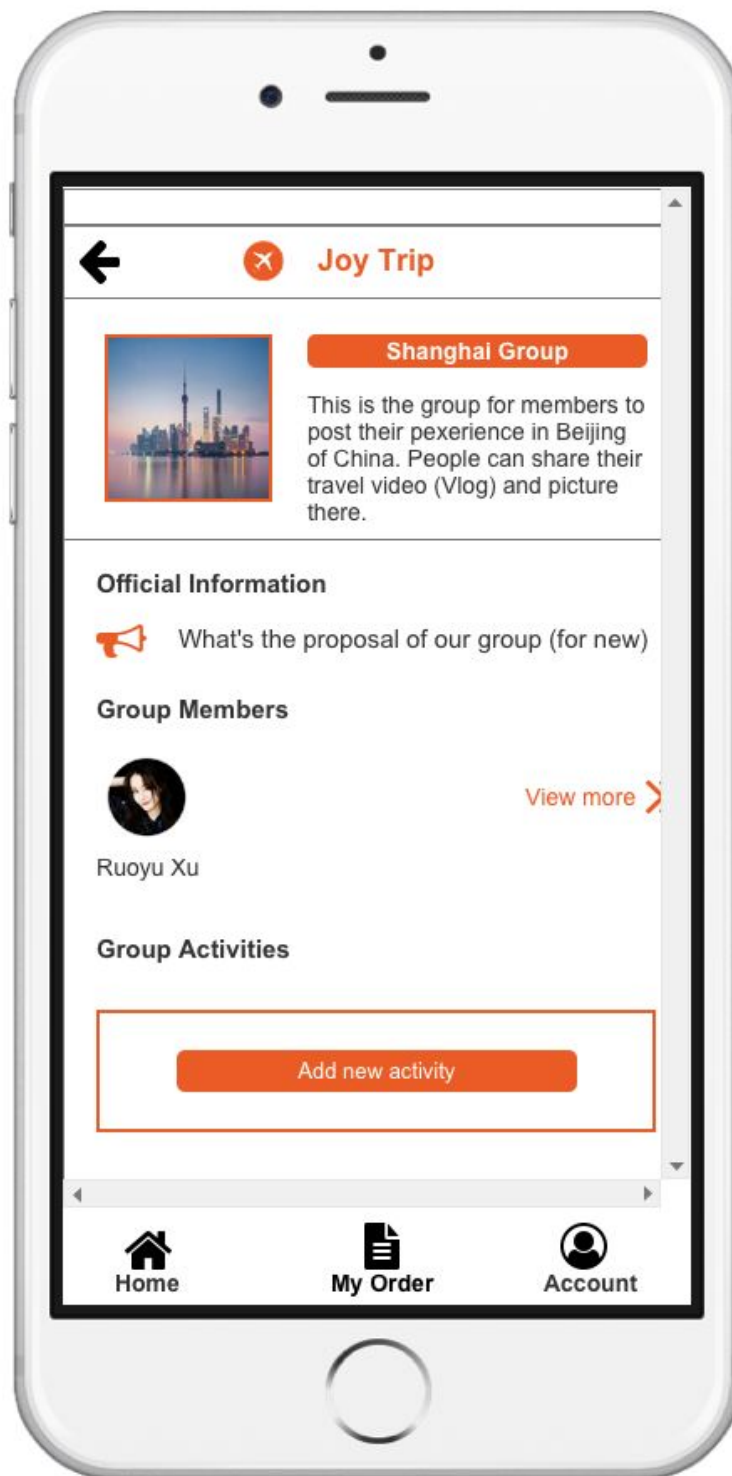 Joy Trip
Shanghai Group
This is the group for members to
post their pexerience in Beijing
of China. People can share their
travel video (Vlog) and picture
there.
Official Information
What's the proposal of our group (for new)
Group Members
View more
Ruoyu Xu
Group Activities
Add new activity
Home
My Order
Account